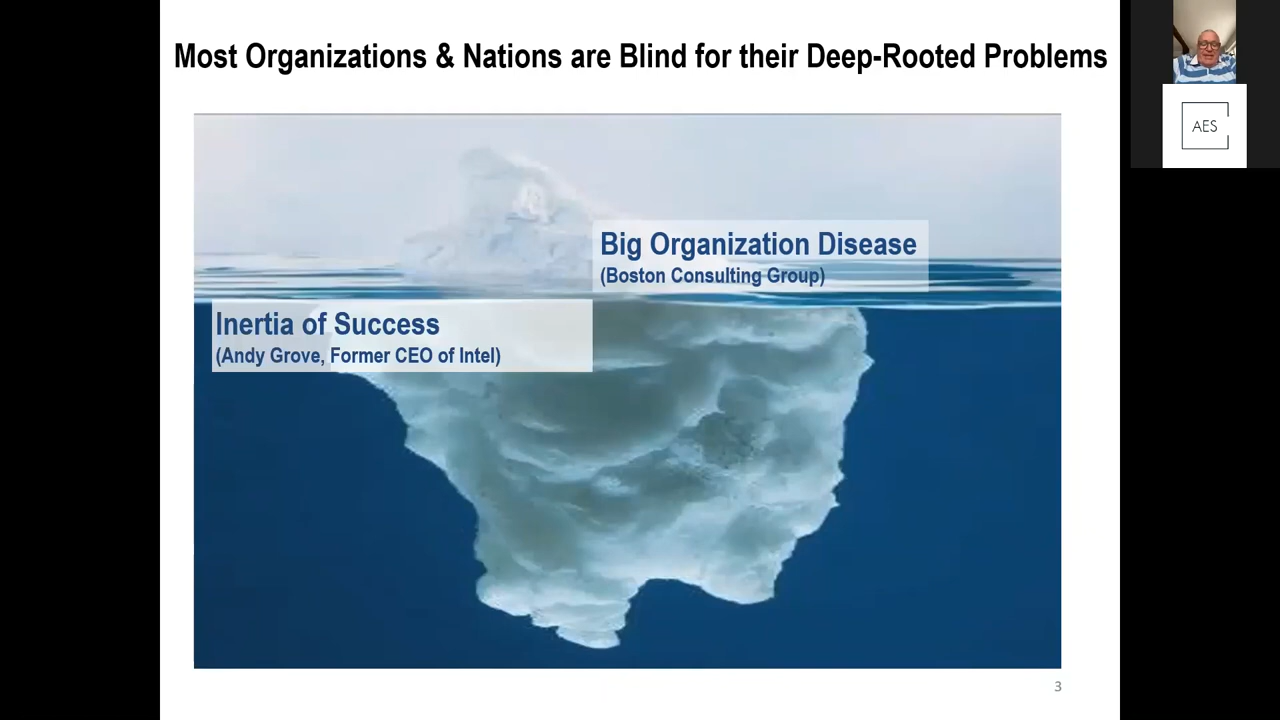 Most Organizations & Nations are Blind for their Deep-Rooted Problems
AES
Big Organization Disease
(Boston Consulting Group)
Inertia of Success
(Andy Grove, Former CEO of Intel)
3